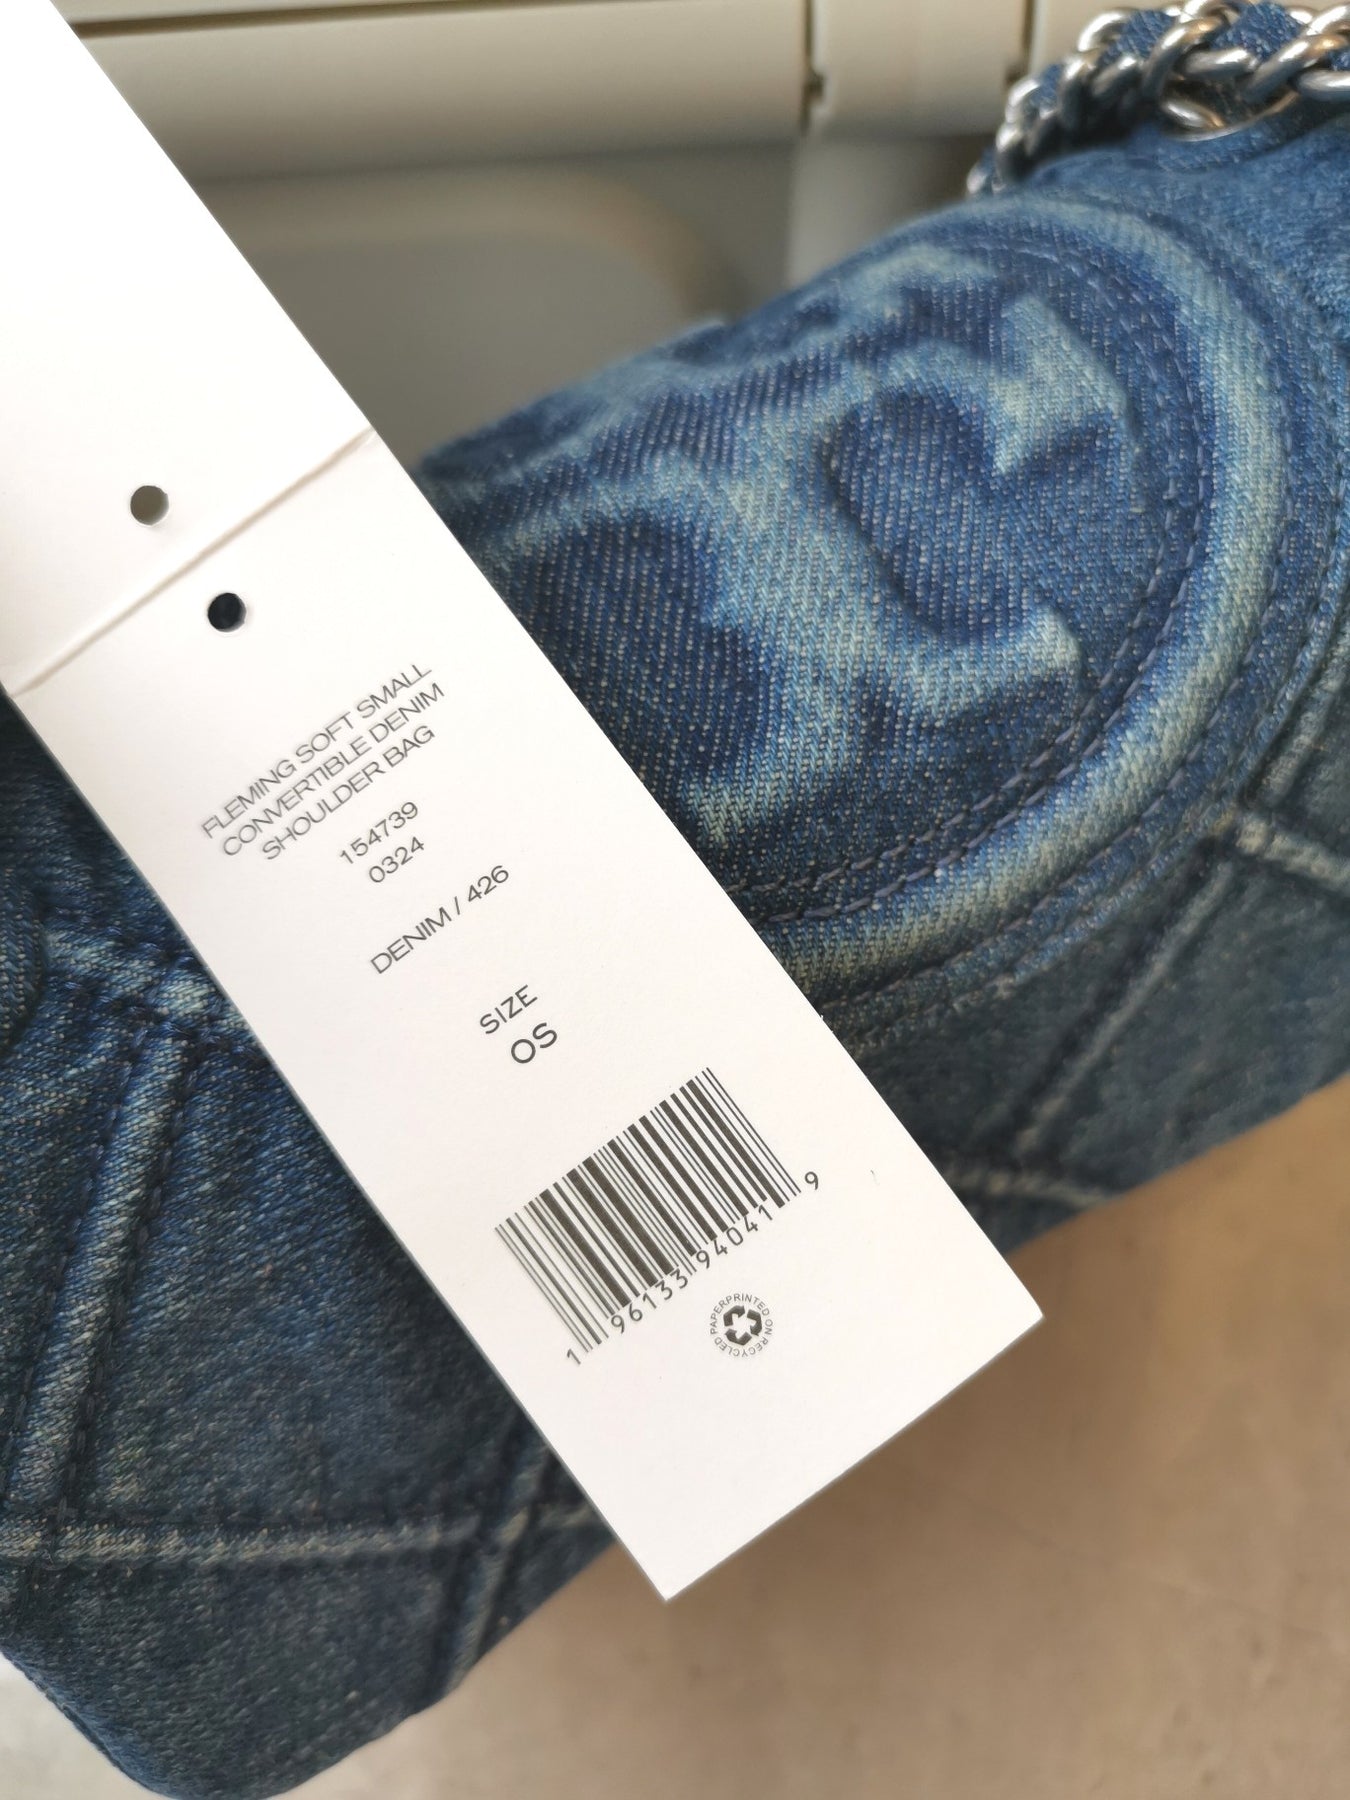 FLEMING SOFT SMALL
CONVERTIBLE DENIM
SHOULDER BAG
154739
0324
DENIM / 426
SIZE
OS
1 96133 94041 9
PAPER PRINTED ON RECYCLED